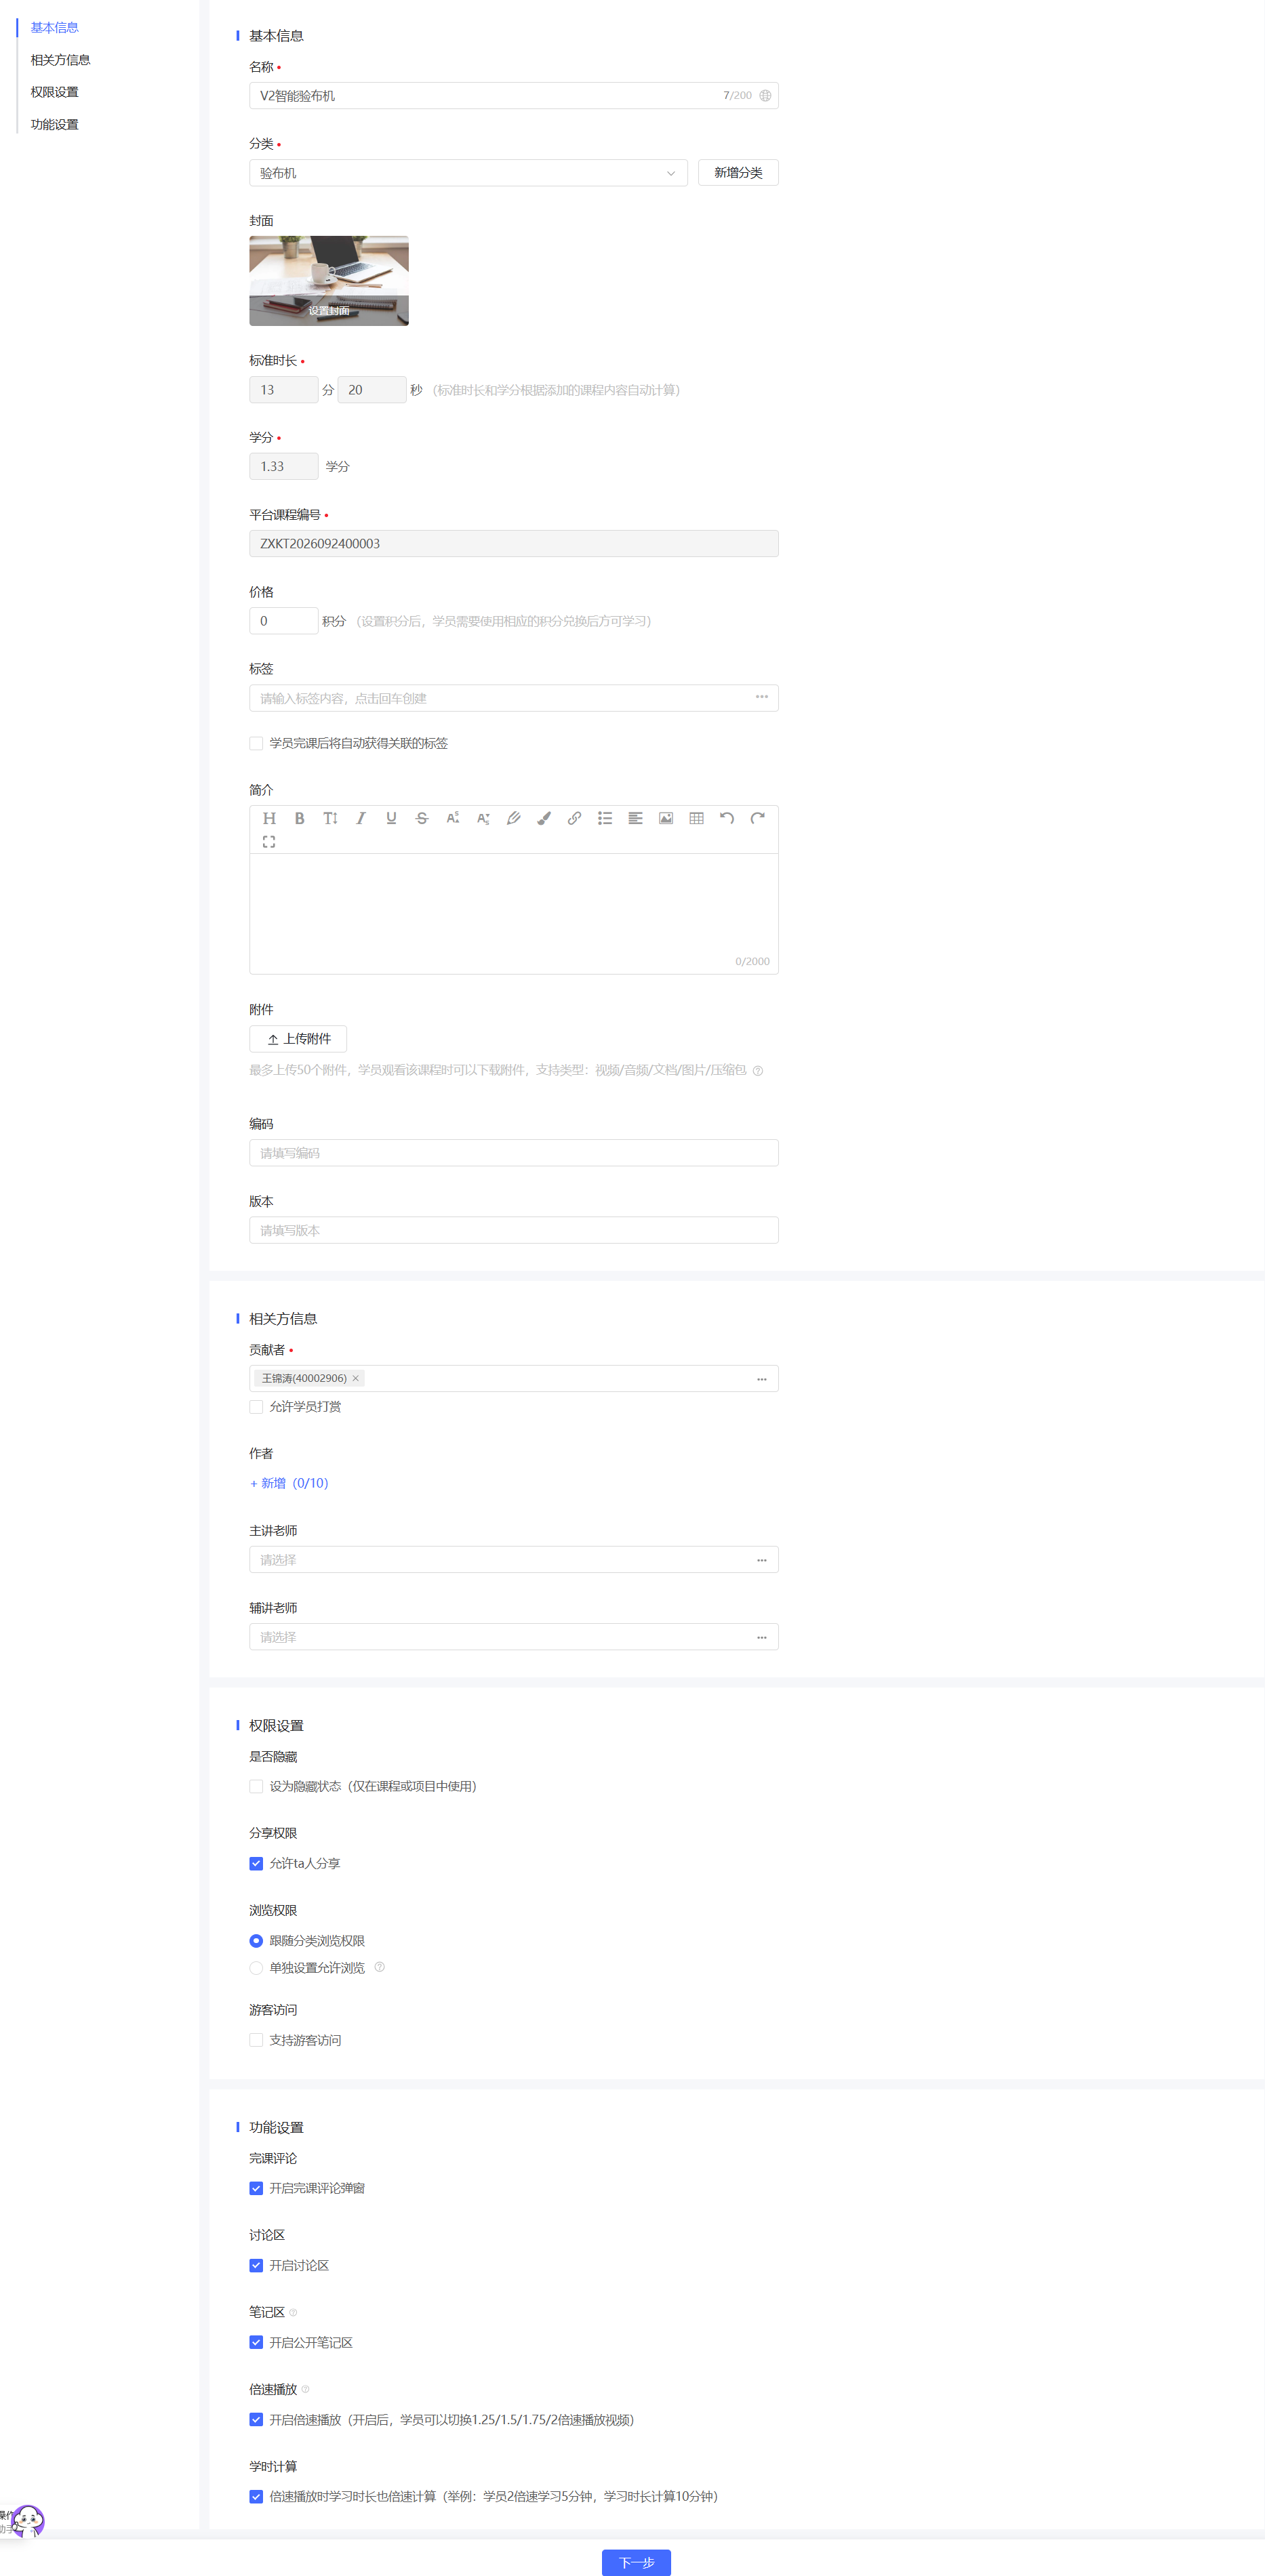 基本信息
相关方信息
权限设置
功能设置
基本信息
名称
V2智能验布机
7/200
分类
验布机
新增分类
封面
设置封面
标准时长
13 分 20 秒 （标准时长和学分根据添加的课程内容自动计算）
学分
1.33 学分
平台课程编号
ZXKT2026092400003
价格
0 积分 （设置积分后，学员需要使用相应的积分兑换后方可学习）
标签
请输入标签内容，点击回车创建
学员完课后将自动获得关联的标签
简介
0/2000
附件
上传附件
最多上传50个附件，学员观看该课程时可以下载附件，支持类型：视频/音频/文档/图片/压缩包
编码
请填写编码
版本
请填写版本
相关方信息
贡献者
王锦涛(40002906)
允许学员打赏
作者
+ 新增（0/10）
主讲老师
请选择
辅讲老师
请选择
权限设置
是否隐藏
设为隐藏状态（仅在课程或项目中使用）
分享权限
允许ta人分享
浏览权限
跟随分类浏览权限
单独设置允许浏览
游客访问
支持游客访问
功能设置
完课评论
开启完课评论弹窗
讨论区
开启讨论区
笔记区
开启公开笔记区
倍速播放
开启倍速播放（开启后，学员可以切换1.25/1.5/1.75/2倍速播放视频）
学时计算
倍速播放时学习时长也倍速计算（举例：学员2倍速学习5分钟，学习时长计算10分钟）
下一步